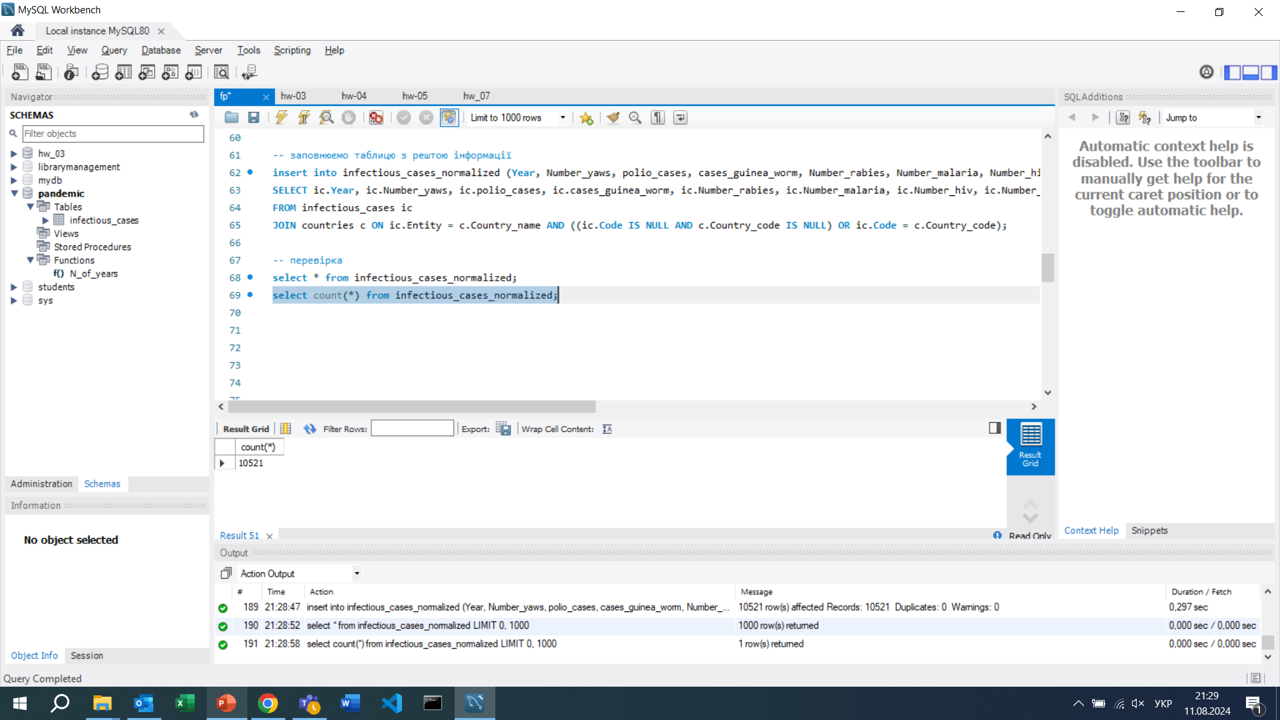 MySQL Workbench
Local instance MySQL80
File Edit View Query Database Server Tools Scripting Help
Navigator
SCHEMAS
Filter objects
hw_03
librarymanagement
mydb
pandemic
Tables
infectious_cases
Views
Stored Procedures
Functions
f() N_of_years
students
sys
Administration Schemas
Information
No object selected
Object Info Session
Query Completed
fp* hw-03 hw-04 hw-05 hw_07
Limit to 1000 rows
60
61 -- заповнюємо таблицю з рештою інформації
62 insert into infectious_cases_normalized (Year, Number_yaws, polio_cases, cases_guinea_worm, Number_rabies, Number_malaria, Number_hi
63 SELECT ic.Year, ic.Number_yaws, ic.polio_cases, ic.cases_guinea_worm, ic.Number_rabies, ic.Number_malaria, ic.Number_hiv, ic.Number_
64 FROM infectious_cases ic
65 JOIN countries c ON ic.Entity = c.Country_name AND ((ic.Code IS NULL AND c.Country_code IS NULL) OR ic.Code = c.Country_code);
66
67 -- перевірка
68 select * from infectious_cases_normalized;
69 select count(*) from infectious_cases_normalized;
70
71
72
73
74
Result Grid Filter Rows: Export: Wrap Cell Content:
count(*)
10521
Result Grid
Result 51
Read Only
Output
Action Output
# Time Action Message Duration / Fetch
189 21:28:47 insert into infectious_cases_normalized (Year, Number_yaws, polio_cases, cases_guinea_worm, Number_... 10521 row(s) affected Records: 10521 Duplicates: 0 Warnings: 0 0,297 sec
190 21:28:52 select * from infectious_cases_normalized LIMIT 0, 1000 1000 row(s) returned 0,000 sec / 0,000 sec
191 21:28:58 select count(*) from infectious_cases_normalized LIMIT 0, 1000 1 row(s) returned 0,000 sec / 0,000 sec
SQLAdditions
Jump to
Automatic context help is
disabled. Use the toolbar to
manually get help for the
current caret position or to
toggle automatic help.
Context Help Snippets
УКР
21:29
11.08.2024
1